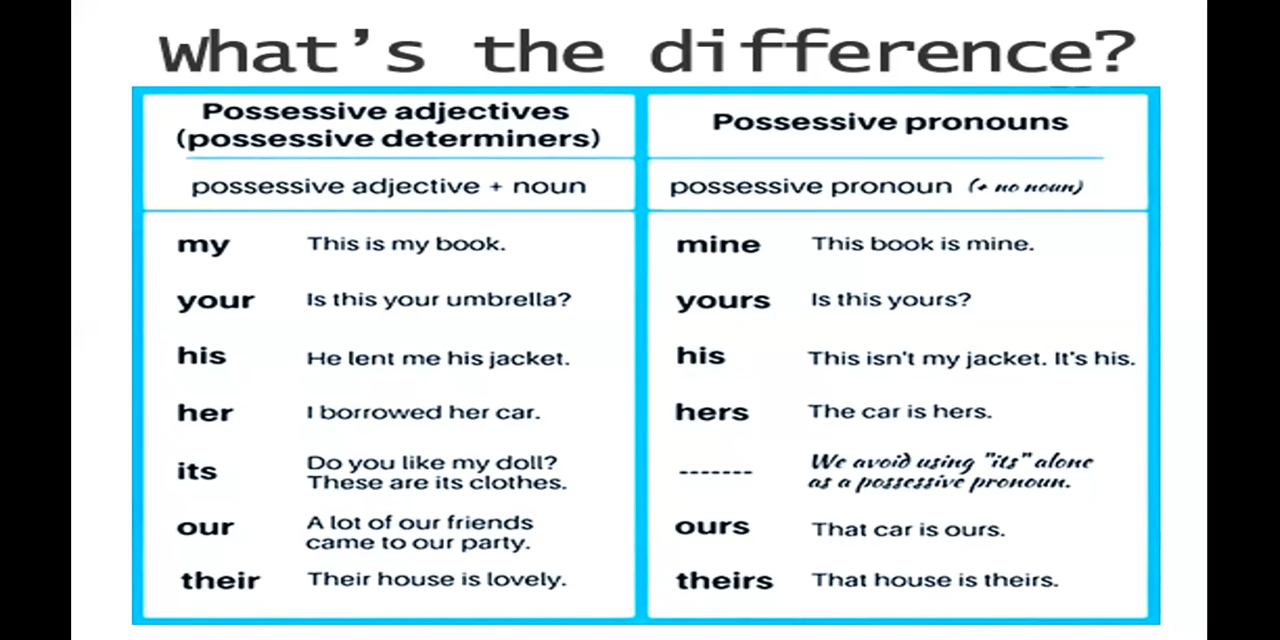 What's the difference?
Possessive adjectives
(possessive determiners)
possessive adjective + noun
my This is my book.
your Is this your umbrella?
his He lent me his jacket.
her I borrowed her car.
its Do you like my doll?
These are its clothes.
our A lot of our friends
came to our party.
their Their house is lovely.
Possessive pronouns
possessive pronoun (+ no noun)
mine This book is mine.
yours Is this yours?
his This isn't my jacket. It's his.
hers The car is hers.
------- We avoid using "its" alone
as a possessive pronoun.
ours That car is ours.
theirs That house is theirs.